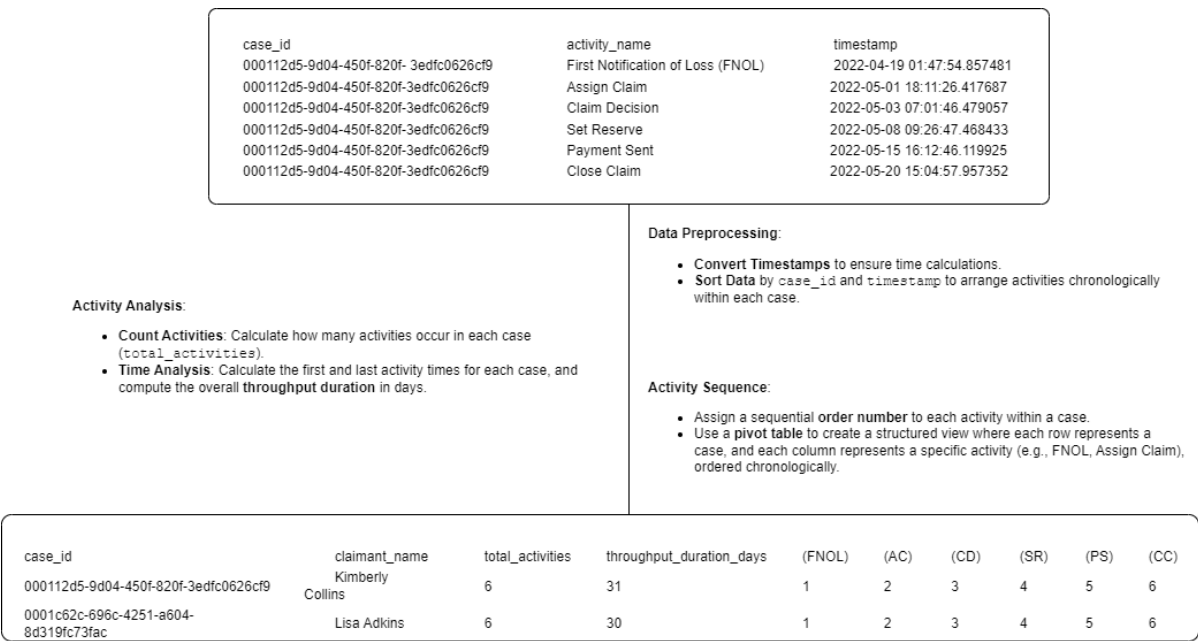 case_id activity_name timestamp
000112d5-9d04-450f-820f- 3edfc0626cf9 First Notification of Loss (FNOL) 2022-04-19 01:47:54.857481
000112d5-9d04-450f-820f-3edfc0626cf9 Assign Claim 2022-05-01 18:11:26.417687
000112d5-9d04-450f-820f-3edfc0626cf9 Claim Decision 2022-05-03 07:01:46.479057
000112d5-9d04-450f-820f-3edfc0626cf9 Set Reserve 2022-05-08 09:26:47.468433
000112d5-9d04-450f-820f-3edfc0626cf9 Payment Sent 2022-05-15 16:12:46.119925
000112d5-9d04-450f-820f-3edfc0626cf9 Close Claim 2022-05-20 15:04:57.957352
Data Preprocessing:
• Convert Timestamps to ensure time calculations.
• Sort Data by case_id and timestamp to arrange activities chronologically
within each case.
Activity Analysis:
• Count Activities: Calculate how many activities occur in each case
(total_activities).
• Time Analysis: Calculate the first and last activity times for each case, and
compute the overall throughput duration in days.
Activity Sequence:
• Assign a sequential order number to each activity within a case.
• Use a pivot table to create a structured view where each row represents a
case, and each column represents a specific activity (e.g., FNOL, Assign Claim),
ordered chronologically.
case_id claimant_name total_activities throughput_duration_days (FNOL) (AC) (CD) (SR) (PS) (CC)
000112d5-9d04-450f-820f-3edfc0626cf9 Kimberly 6 31 1 2 3 4 5 6
Collins
0001c62c-696c-4251-a604- Lisa Adkins 6 30 1 2 3 4 5 6
8d319fc73fac